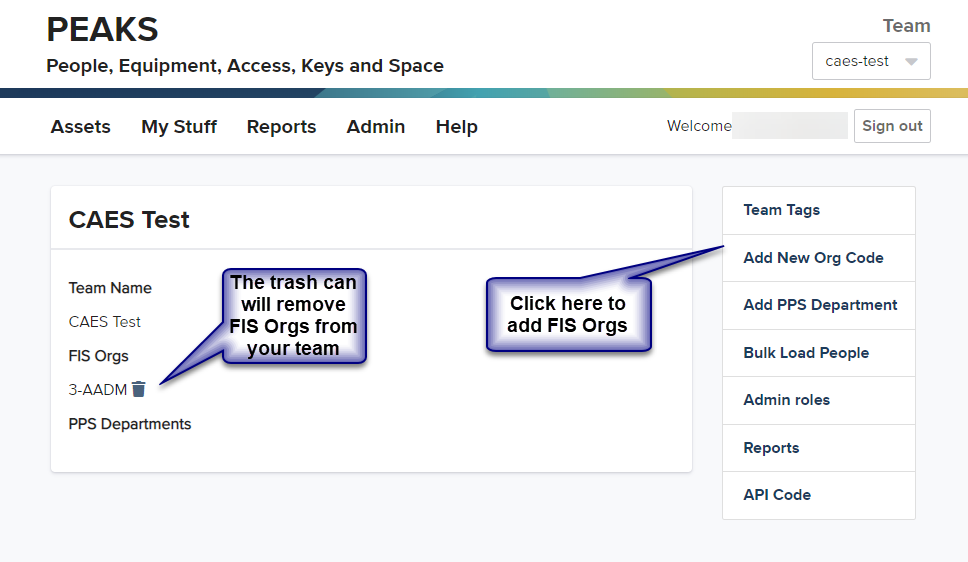 PEAKS
People, Equipment, Access, Keys and Space
Team
caes-test
Assets
My Stuff
Reports
Admin
Help
Welcome
Sign out
CAES Test
Team Name
CAES Test
FIS Orgs
3-AADM
PPS Departments
The trash can
will remove
FIS Orgs from
your team
Click here to
add FIS Orgs
Team Tags
Add New Org Code
Add PPS Department
Bulk Load People
Admin roles
Reports
API Code